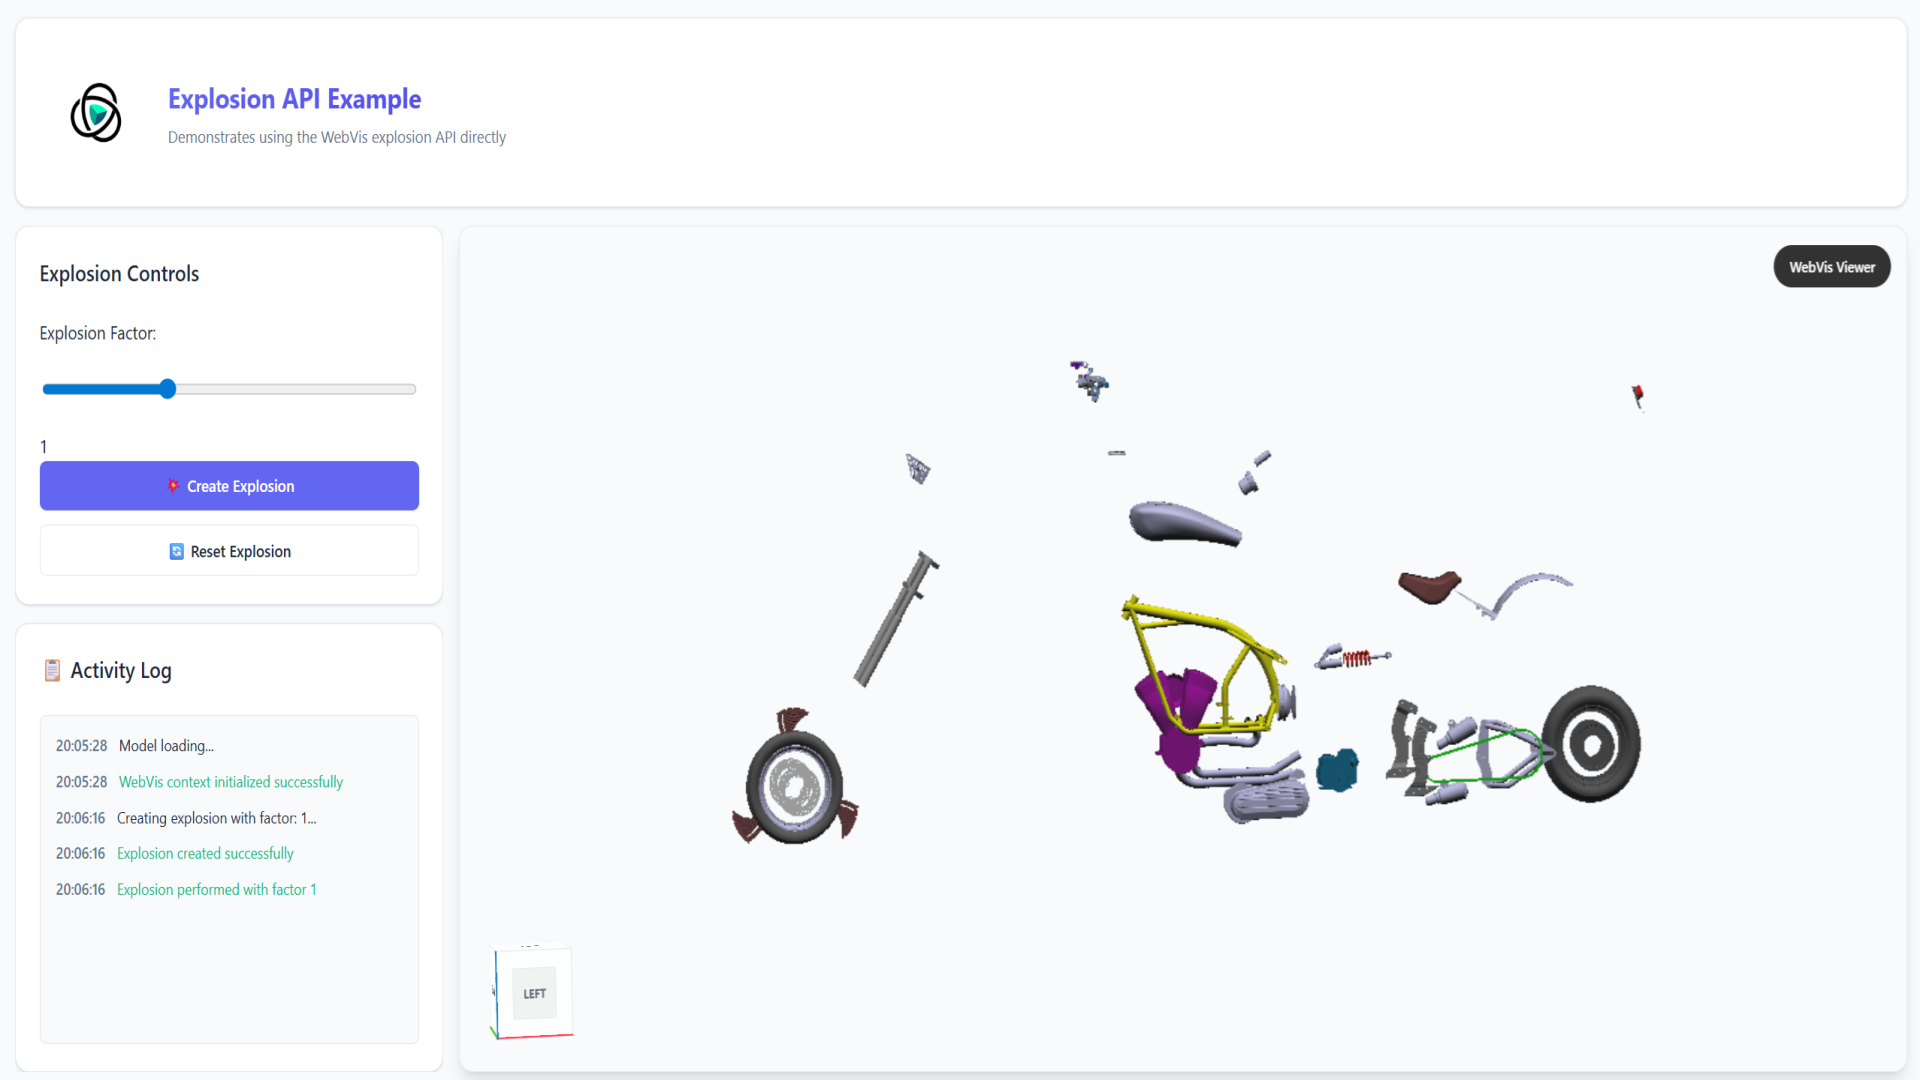 Explosion API Example
Demonstrates using the WebVis explosion API directly
Explosion Controls
Explosion Factor:
1
Create Explosion
Reset Explosion
Activity Log
20:05:28 Model loading...
20:05:28 WebVis context initialized successfully
20:06:16 Creating explosion with factor: 1...
20:06:16 Explosion created successfully
20:06:16 Explosion performed with factor 1
WebVis Viewer
LEFT